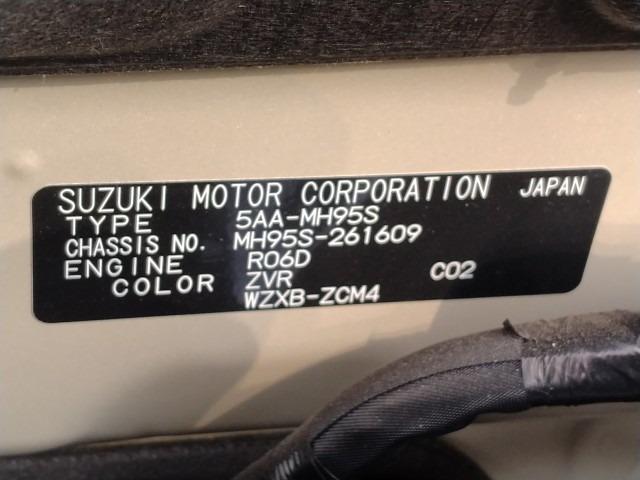 SUZUKI MOTOR CORPORATION JAPAN
TYPE 5AA-MH95S
CHASSIS NO. MH95S-261609
ENGINE R06D
COLOR ZVR C02
WZXB-ZCM4